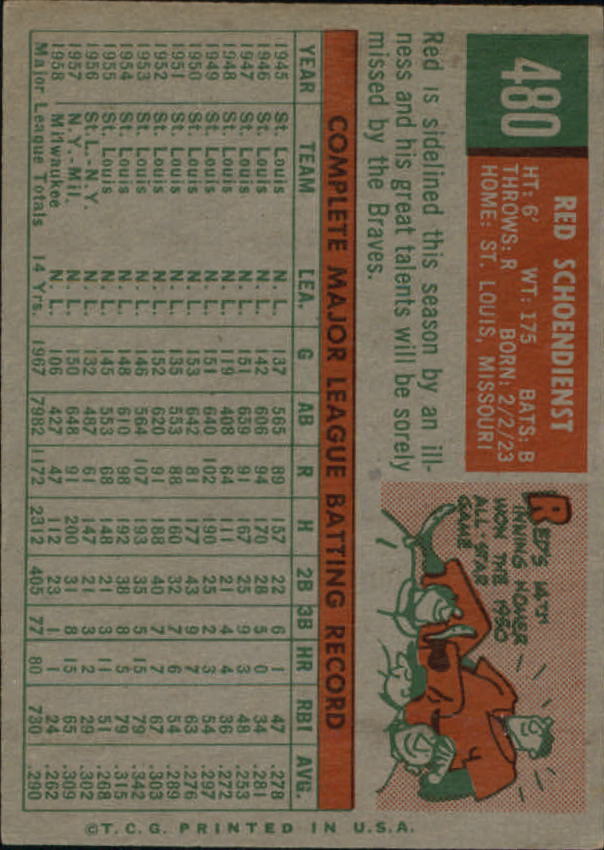 480
RED SCHOENDIENST
HT: 6' WT: 175 BATS: B
THROWS: R BORN: 2/2/23
HOME: ST. LOUIS, MISSOURI
Red is sidelined this season by an ill-
ness and his great talents will be sorely
missed by the Braves.
RED'S 14TH
INNING HOMER
WON THE 1950
ALL-STAR
GAME
COMPLETE MAJOR LEAGUE BATTING RECORD
YEAR TEAM LEA. G AB R H 2B 3B HR RBI AVG.
1945 St. Louis N. L. 137 565 89 157 22 6 1 47 .278
1946 St. Louis N. L. 142 606 94 170 28 5 0 34 .281
1947 St. Louis N. L. 151 659 91 167 25 9 3 48 .253
1948 St. Louis N. L. 119 408 64 111 21 4 4 36 .272
1949 St. Louis N. L. 151 640 102 190 25 2 3 54 .297
1950 St. Louis N. L. 153 642 81 177 43 9 7 63 .276
1951 St. Louis N. L. 135 553 88 160 32 7 6 54 .289
1952 St. Louis N. L. 152 620 91 188 40 7 7 67 .303
1953 St. Louis N. L. 146 564 107 193 35 5 15 79 .342
1954 St. Louis N. L. 148 610 98 192 38 8 5 79 .315
1955 St. Louis N. L. 145 553 68 148 21 3 11 51 .268
1956 St. L.-N.Y. N. L. 132 487 61 147 21 3 2 29 .302
1957 N.Y.-Mil. N. L. 150 648 91 200 31 8 15 65 .309
1958 Milwaukee N. L. 106 427 47 112 23 1 1 24 .262
Major League Totals 14 Yrs. 1967 7982 1172 2312 405 77 80 730 .290
©T.C.G. PRINTED IN U.S.A.